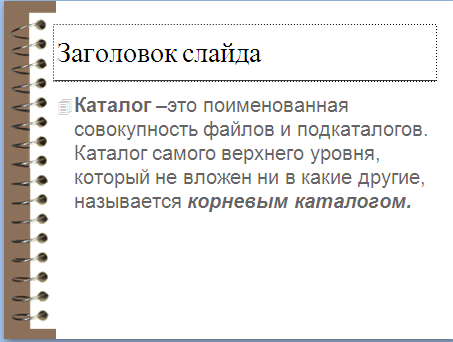 Заголовок слайда
Каталог –это поименованная
совокупность файлов и подкаталогов.
Каталог самого верхнего уровня,
который не вложен ни в какие другие,
называется корневым каталогом.